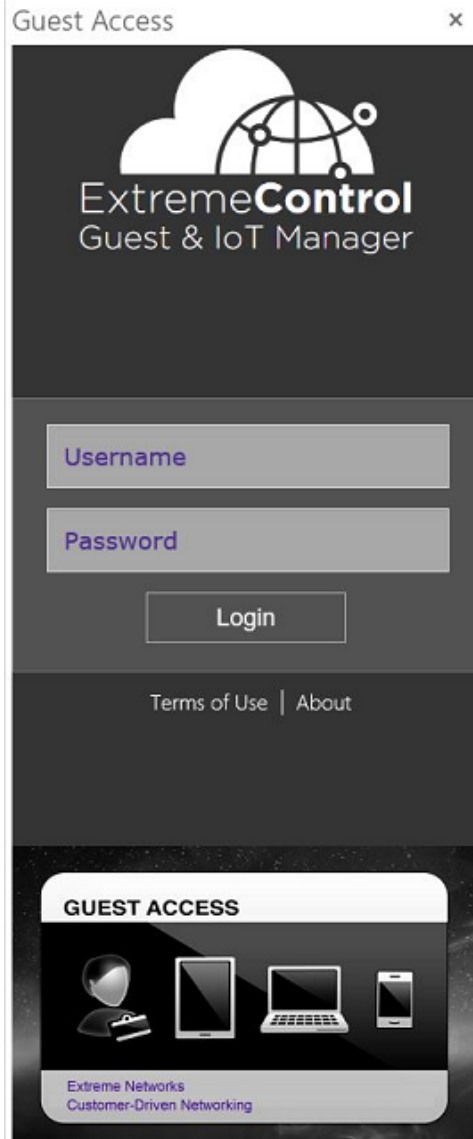 Guest Access ×
ExtremeControl
Guest & IoT Manager
Username
Password
Login
Terms of Use | About
GUEST ACCESS
Extreme Networks
Customer-Driven Networking